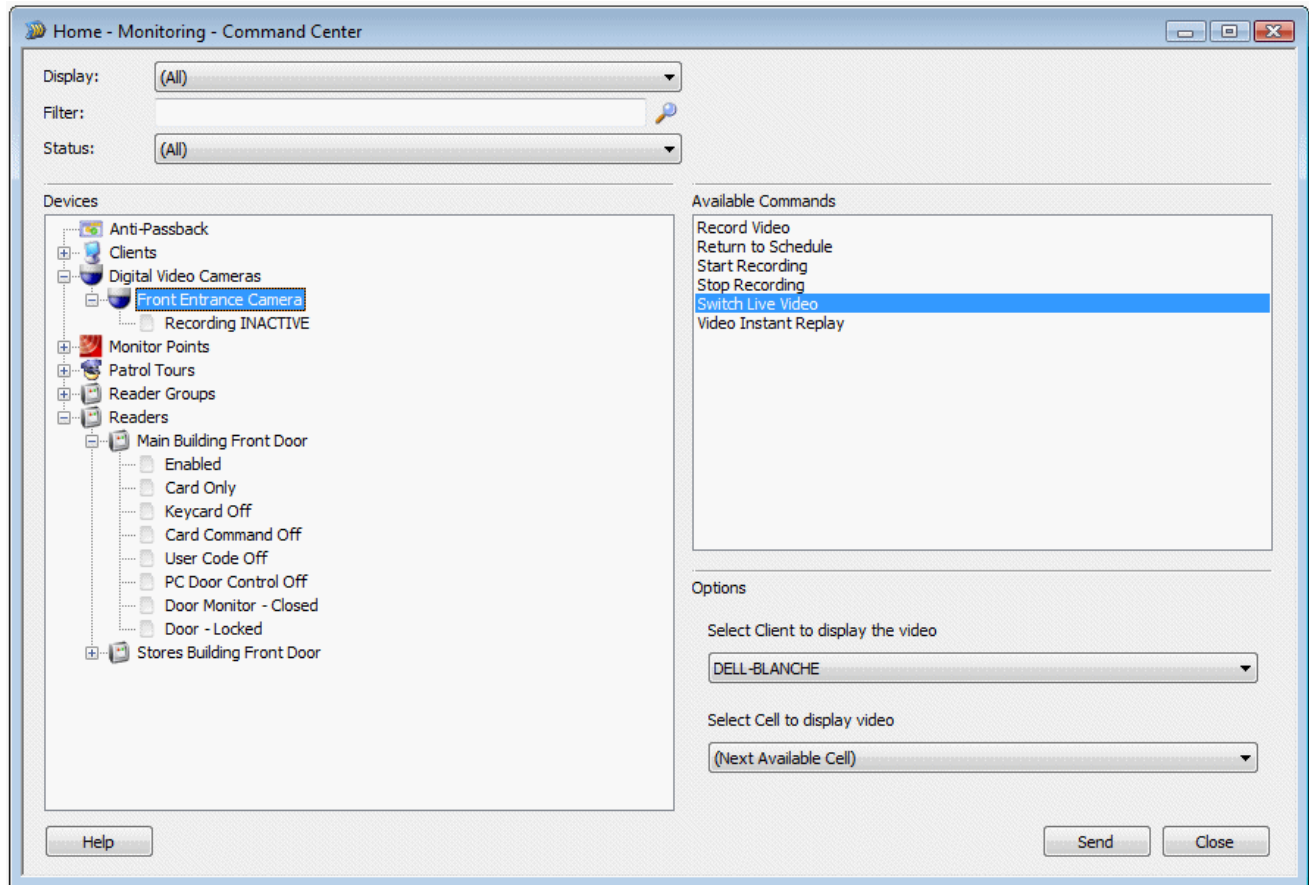 Home - Monitoring - Command Center
Display:
(All)
Filter:
Status:
(All)
Devices
Anti-Passback
Clients
Digital Video Cameras
Front Entrance Camera
Recording INACTIVE
Monitor Points
Patrol Tours
Reader Groups
Readers
Main Building Front Door
Enabled
Card Only
Keycard Off
Card Command Off
User Code Off
PC Door Control Off
Door Monitor - Closed
Door - Locked
Stores Building Front Door
Available Commands
Record Video
Return to Schedule
Start Recording
Stop Recording
Switch Live Video
Video Instant Replay
Options
Select Client to display the video
DELL-BLANCHE
Select Cell to display video
(Next Available Cell)
Help
Send
Close